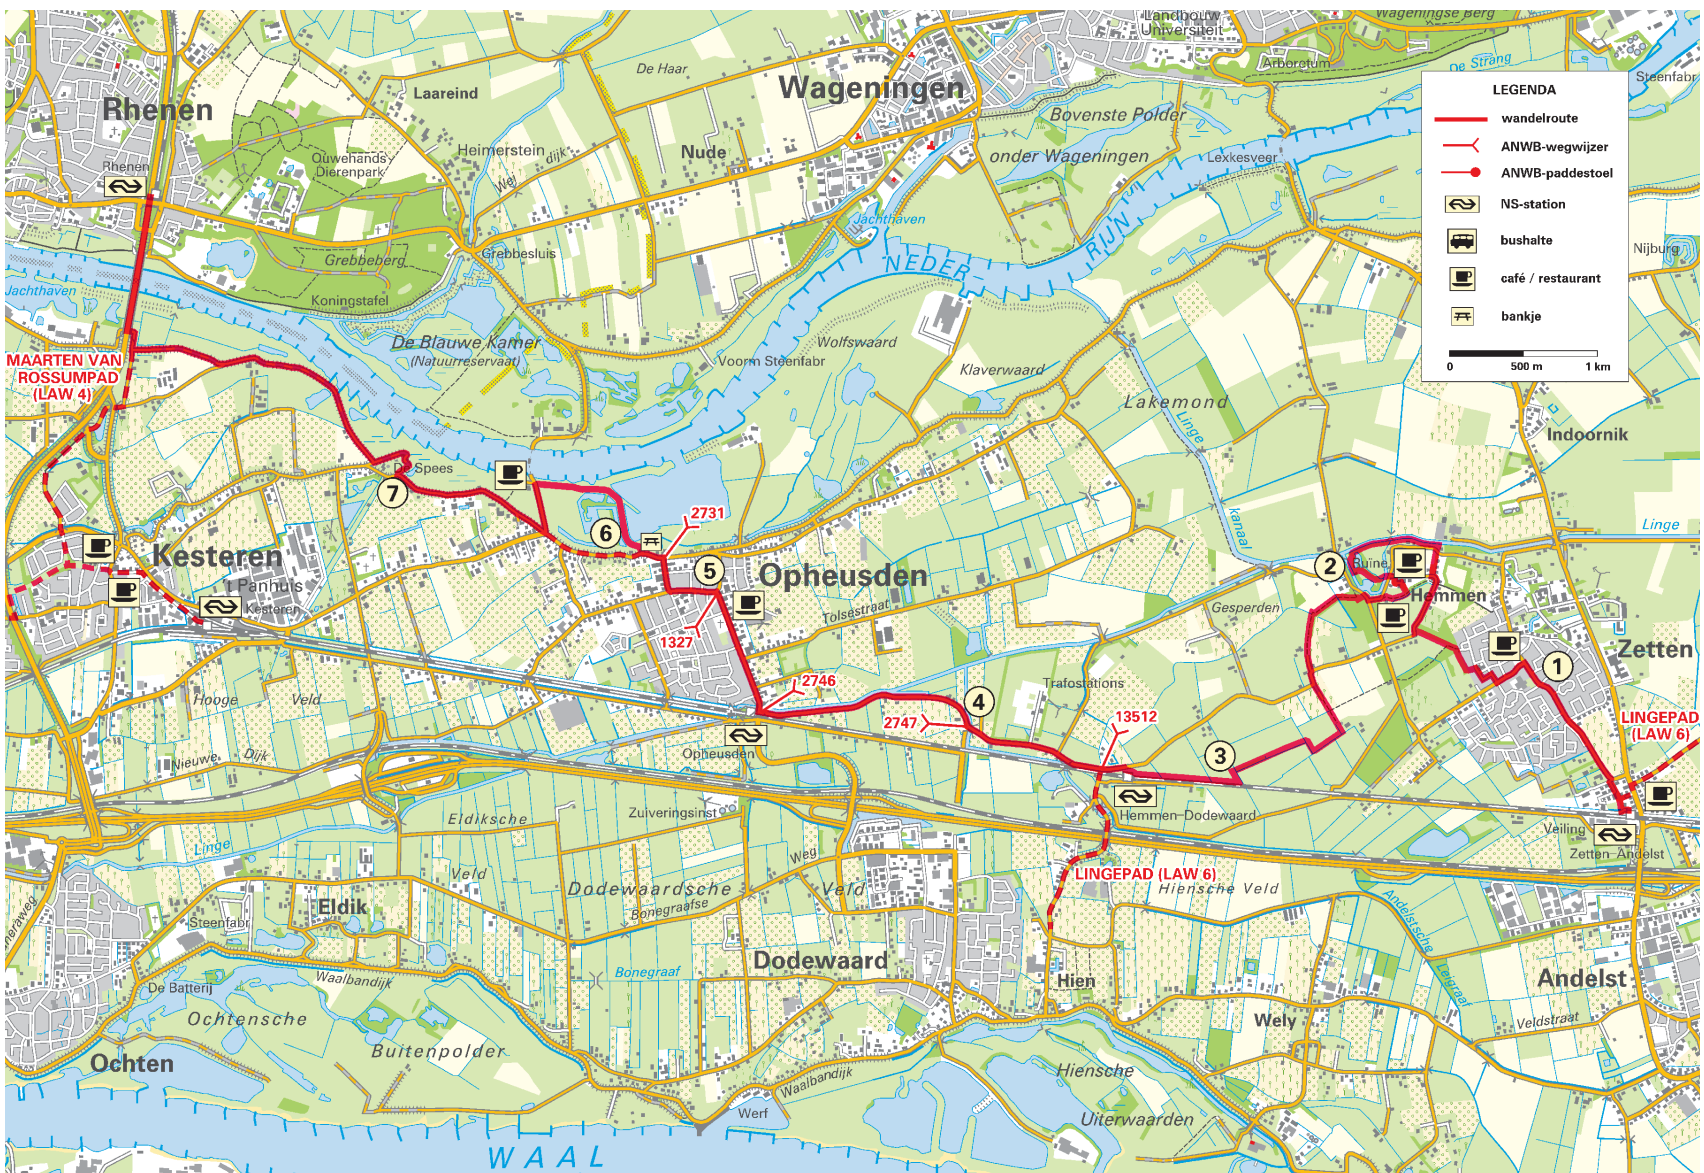 Landbouw
Universiteit
Wageningse Berg
De Strang
Arboretum
Steenfabr
De Haar
Wageningen
Laareind
Rhenen
Bovenste Polder
onder Wageningen
Lexkesveer
Ouwehands
Dierenpark
Heimerstein
dijk
Nude
Rhenen
Jachthaven
NEDER-
RIJN
Nijburg
Grebbesluis
Grebbeberg
Koningstafel
Jachthaven
LEGENDA
wandelroute
ANWB-wegwijzer
ANWB-paddestoel
NS-station
bushalte
café / restaurant
bankje
0
500 m
1 km
De Blauwe Kamer
(Natuurreservaat)
Wolfswaard
Voorm Steenfabr
Klaverwaard
MAARTEN VAN
ROSSUMPAD
(LAW 4)
Lakemond
Linge
kanaal
Indoornik
De Spees
7
6
2731
5
Linge
Kesteren
't Panhuis
Kesteren
Opheusden
Tolsestraat
1327
2
Ruine
Hemmen
Gesperden
Zetten
1
2746
2747
4
Trafostations
13512
3
LINGEPAD
(LAW 6)
Hooge
Veld
Nieuwe
Dijk
Opheusden
Zuiveringsinst
Eldiksche
Veld
Linge
Hemmen-Dodewaard
Veiling
Zetten-Andelst
Weg
LINGEPAD (LAW 6)
Hiensche Veld
Dodewaardsche
Veld
Bonegraafse
Eldik
Steenfabr
Andelstsche
Leigraaf
Dodewaard
Bonegraaf
Hien
Andelst
Waalbandijk
De Batterij
Ochtensche
Buitenpolder
Wely
Veldstraat
Ochten
Waalbandijk
Hiensche
Uiterwaarden
Werf
WAAL